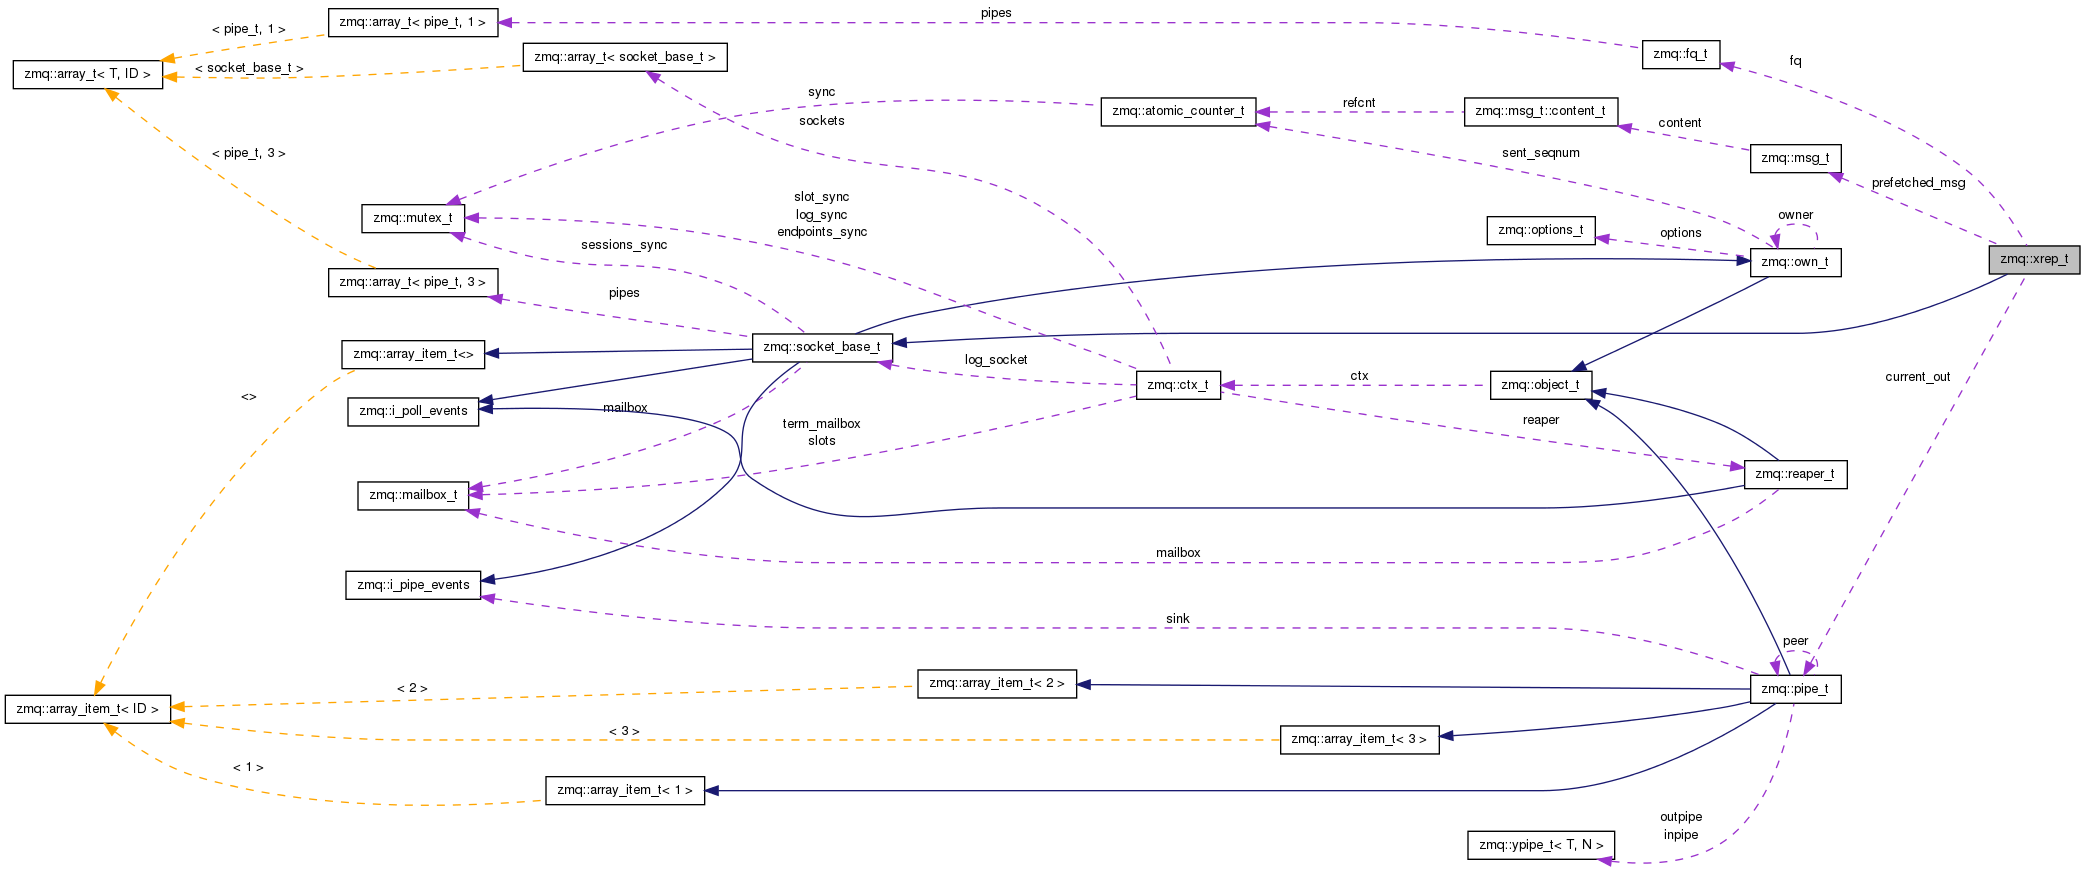 zmq::array_t< pipe_t, 1 >
pipes
< pipe_t, 1 >
zmq::array_t< socket_base_t >
zmq::fq_t
fq
zmq::array_t< T, ID >
< socket_base_t >
sync
sockets
zmq::atomic_counter_t
refcnt
zmq::msg_t::content_t
content
zmq::msg_t
< pipe_t, 3 >
sent_seqnum
prefetched_msg
slot_sync
log_sync
endpoints_sync
zmq::mutex_t
owner
zmq::options_t
options
sessions_sync
zmq::own_t
zmq::xrep_t
zmq::array_t< pipe_t, 3 >
pipes
zmq::array_item_t<>
zmq::socket_base_t
log_socket
zmq::ctx_t
ctx
zmq::object_t
current_out
<>
zmq::i_poll_events
mailbox
term_mailbox
slots
reaper
zmq::reaper_t
zmq::mailbox_t
mailbox
zmq::i_pipe_events
sink
peer
zmq::array_item_t< ID >
< 2 >
zmq::array_item_t< 2 >
zmq::pipe_t
< 3 >
zmq::array_item_t< 3 >
< 1 >
zmq::array_item_t< 1 >
outpipe
inpipe
zmq::ypipe_t< T, N >